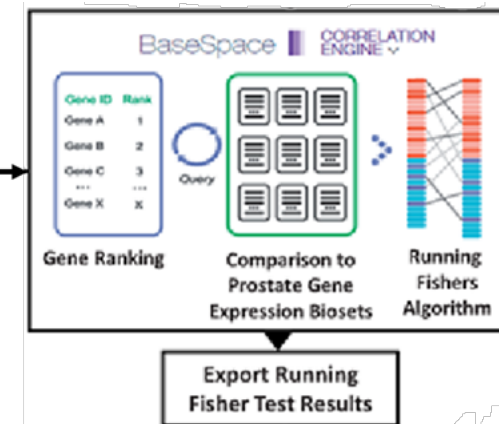 BaseSpace CORRELATION
ENGINE
Gene ID Rank
Gene A 1
Gene B 2
Gene C 3
... ...
Gene X X
Query
Gene Ranking
Comparison to
Prostate Gene
Expression Biosets
Running
Fishers
Algorithm
Export Running
Fisher Test Results